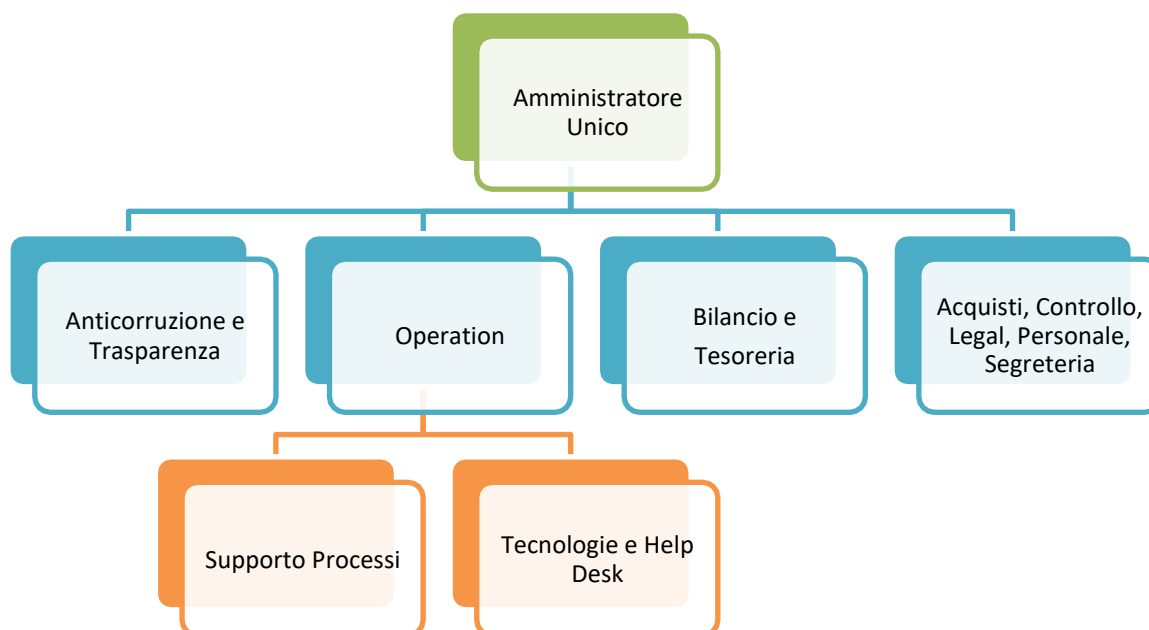 Amministratore
Unico
Anticorruzione e
Trasparenza
Operation
Bilancio e
Tesoreria
Acquisti, Controllo,
Legal, Personale,
Segreteria
Supporto Processi
Tecnologie e Help
Desk